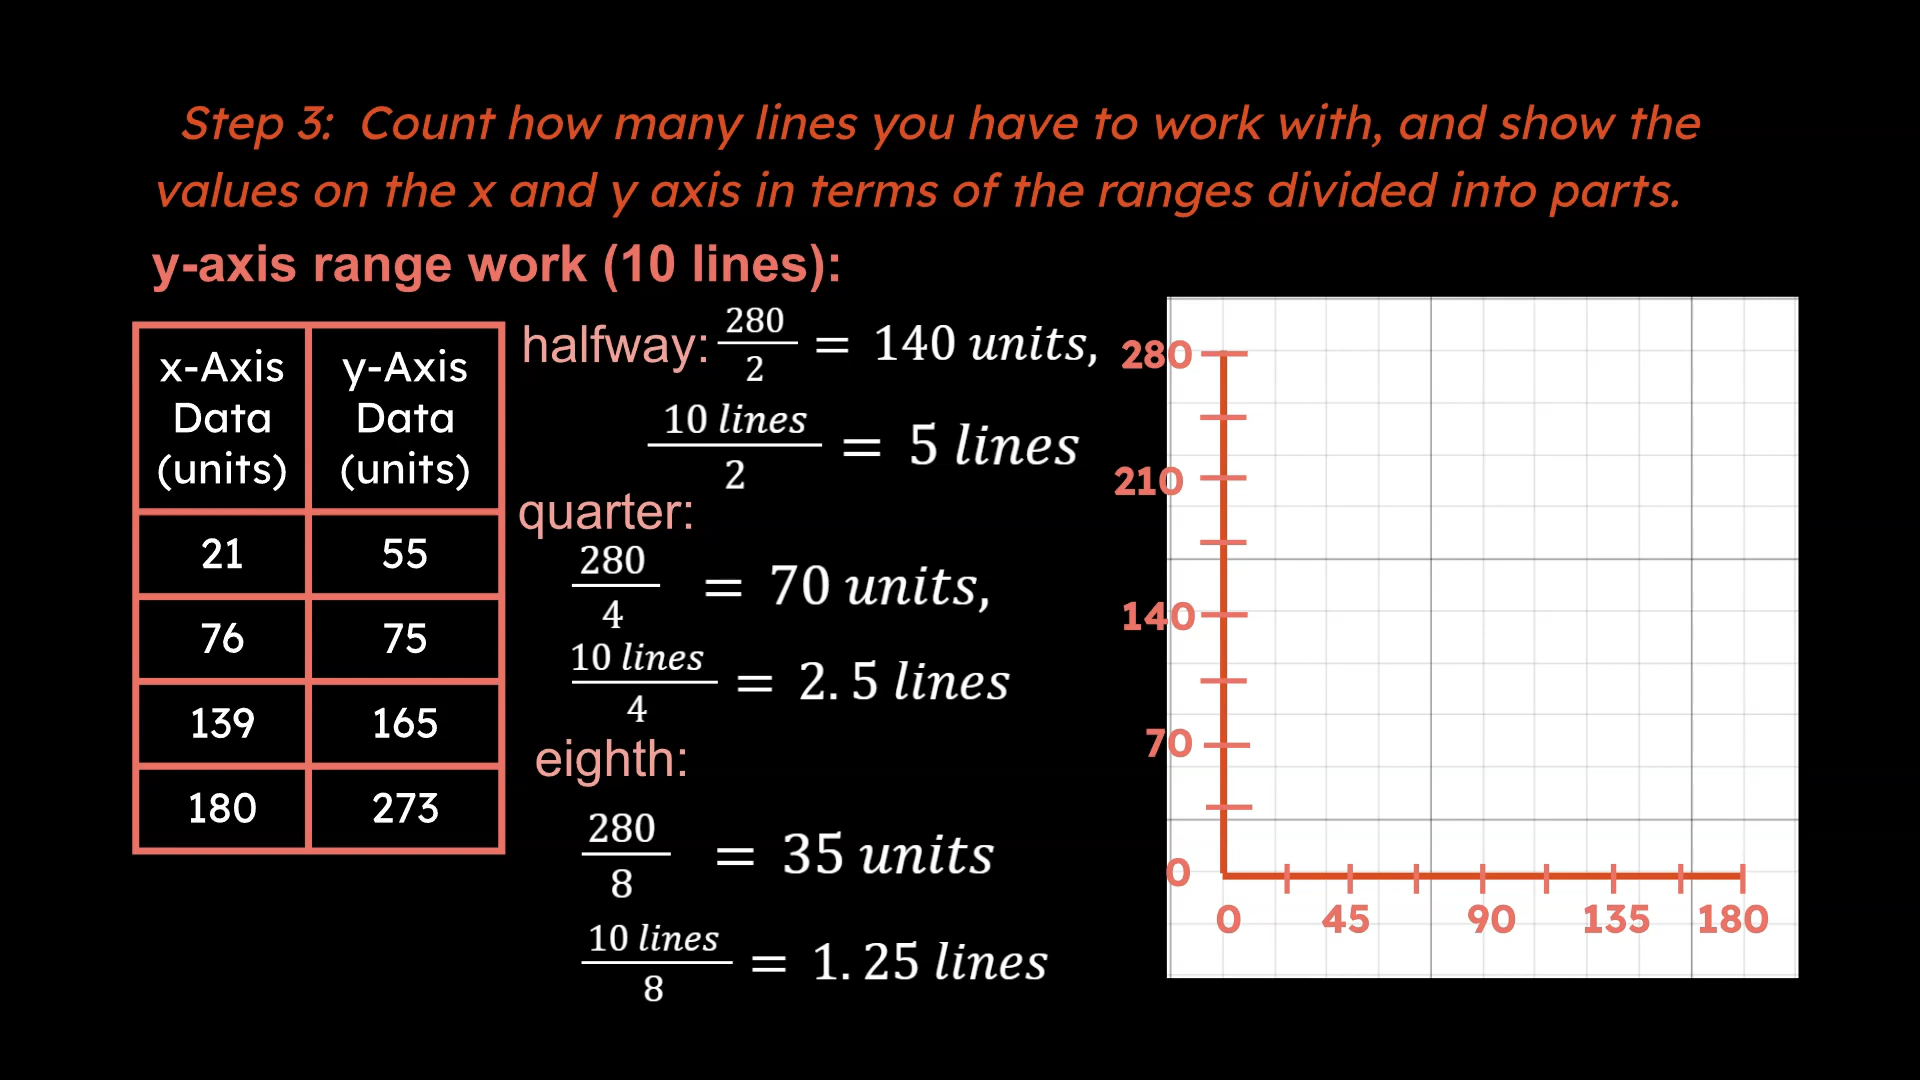 Step 3:  Count how many lines you have to work with, and show the
values on the x and y axis in terms of the ranges divided into parts.
y-axis range work (10 lines):
x-Axis Data (units)
y-Axis Data (units)
21
55
76
75
139
165
180
273
halfway: 280/2 = 140 units,
10 lines/2 = 5 lines
quarter:
280/4 = 70 units,
10 lines/4 = 2.5 lines
eighth:
280/8 = 35 units
10 lines/8 = 1.25 lines
280
210
140
70
0
0 45 90 135 180